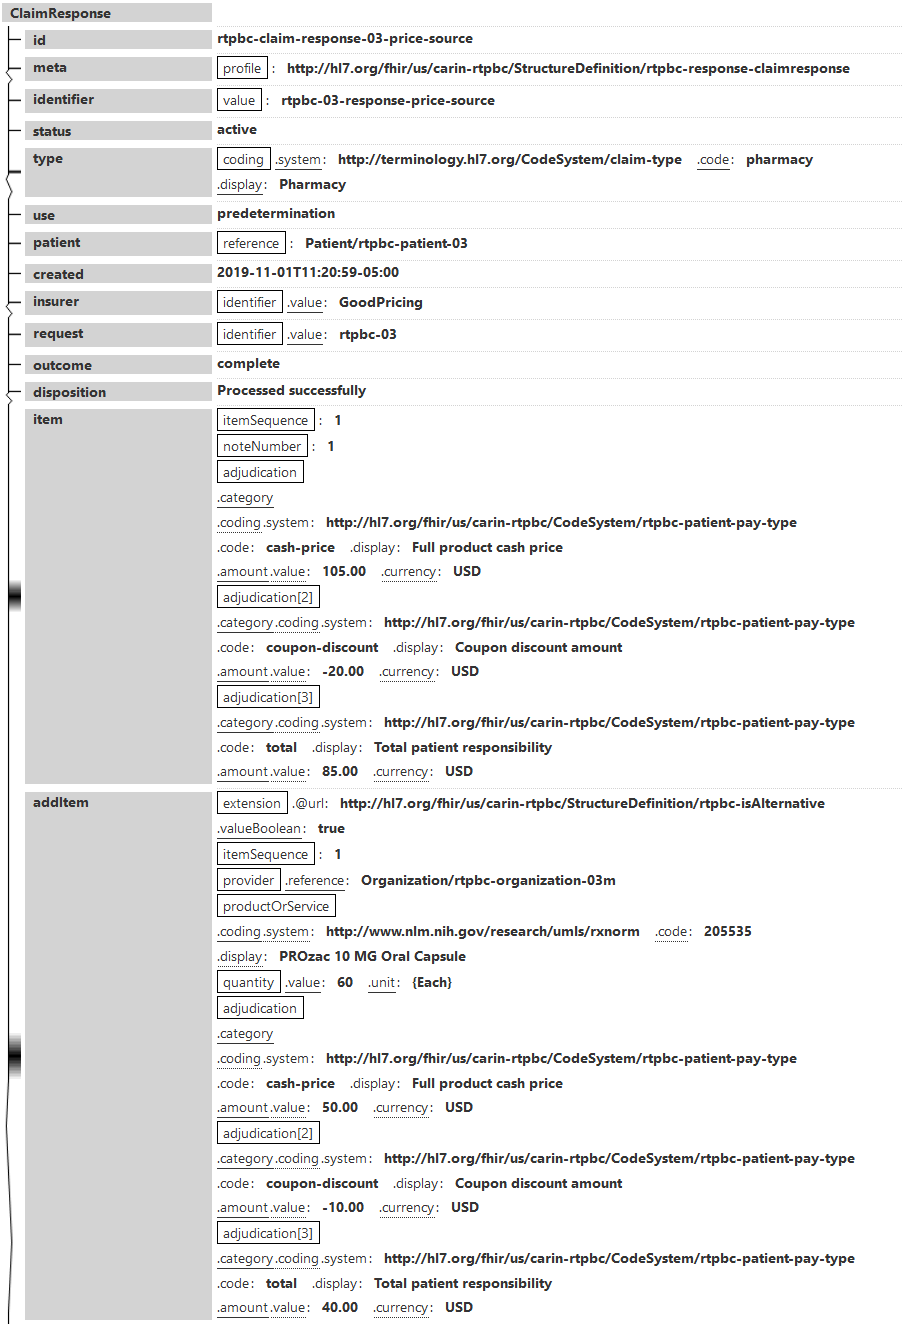 ClaimResponse
id rtpbc-claim-response-03-price-source
meta profile : http://hl7.org/fhir/us/carin-rtpbc/StructureDefinition/rtpbc-response-claimresponse
identifier value : rtpbc-03-response-price-source
status active
type coding .system: http://terminology.hl7.org/CodeSystem/claim-type .code: pharmacy
.display: Pharmacy
use predetermination
patient reference : Patient/rtpbc-patient-03
created 2019-11-01T11:20:59-05:00
insurer identifier .value: GoodPricing
request identifier .value: rtpbc-03
outcome complete
disposition Processed successfully
item itemSequence : 1
noteNumber : 1
adjudication
.category
.coding.system: http://hl7.org/fhir/us/carin-rtpbc/CodeSystem/rtpbc-patient-pay-type
.code: cash-price .display: Full product cash price
.amount.value: 105.00 .currency: USD
adjudication[2]
.category.coding.system: http://hl7.org/fhir/us/carin-rtpbc/CodeSystem/rtpbc-patient-pay-type
.code: coupon-discount .display: Coupon discount amount
.amount.value: -20.00 .currency: USD
adjudication[3]
.category.coding.system: http://hl7.org/fhir/us/carin-rtpbc/CodeSystem/rtpbc-patient-pay-type
.code: total .display: Total patient responsibility
.amount.value: 85.00 .currency: USD
addItem extension .@url: http://hl7.org/fhir/us/carin-rtpbc/StructureDefinition/rtpbc-isAlternative
.valueBoolean: true
itemSequence : 1
provider .reference: Organization/rtpbc-organization-03m
productOrService
.coding.system: http://www.nlm.nih.gov/research/umls/rxnorm .code: 205535
.display: PROzac 10 MG Oral Capsule
quantity .value: 60 .unit: {Each}
adjudication
.category
.coding.system: http://hl7.org/fhir/us/carin-rtpbc/CodeSystem/rtpbc-patient-pay-type
.code: cash-price .display: Full product cash price
.amount.value: 50.00 .currency: USD
adjudication[2]
.category.coding.system: http://hl7.org/fhir/us/carin-rtpbc/CodeSystem/rtpbc-patient-pay-type
.code: coupon-discount .display: Coupon discount amount
.amount.value: -10.00 .currency: USD
adjudication[3]
.category.coding.system: http://hl7.org/fhir/us/carin-rtpbc/CodeSystem/rtpbc-patient-pay-type
.code: total .display: Total patient responsibility
.amount.value: 40.00 .currency: USD